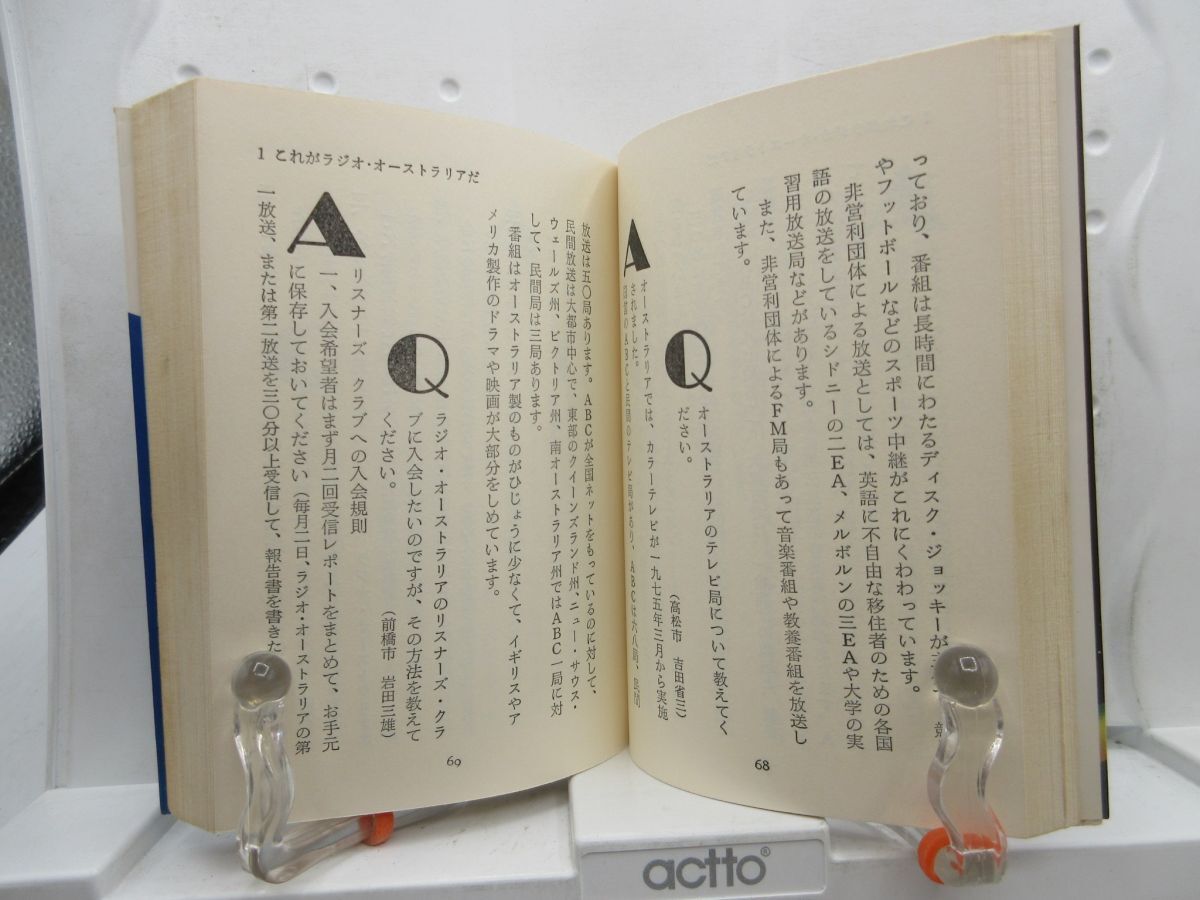 っており、番組は長時間にわたるディスク・ジョッキーが
やフットボールなどのスポーツ中継がこれにくわわっています。
非営利団体による放送としては、英語に不自由な移住者のための各国
語の放送をしているシドニーの二EA、メルボルンの三EAや大学の実
習用放送局などがあります。
また、非営利団体によるFM局もあって音楽番組や教養番組を放送し
ています。
Q
オーストラリアのテレビ局について教えてく
ださい。
（高松市 吉田省三）
A
オーストラリアでは、カラーテレビが一九七五年三月から実施
されました。
ABCと民間のテレビ局があり、ABCは六八局、民間
68
放送は五〇局あります。ABCが全国ネットをもっているのに対して、
民間放送は大都市中心で、東部のクイーンズランド州、ニュー・サウス・
ウェールズ州、ビクトリア州、南オーストラリア州ではABC一局に対
して、民間局は三局あります。
番組はオーストラリア製のものがひじょうに少なくて、イギリスやア
メリカ製作のドラマや映画が大部分をしめています。
Q
ラジオ・オーストラリアのリスナーズ・クラ
ブに入会したいのですが、その方法を教えて
ください。
（前橋市 岩田三雄）
A
リスナーズ クラブへの入会規則
一、入会希望者はまず月二回受信レポートをまとめて、お手元
に保存しておいてください（毎月二日、ラジオ・オーストラリアの第
一放送、または第二放送を三〇分以上受信して、報告書を書きた
1 これがラジオ・オーストラリアだ
69
actto®